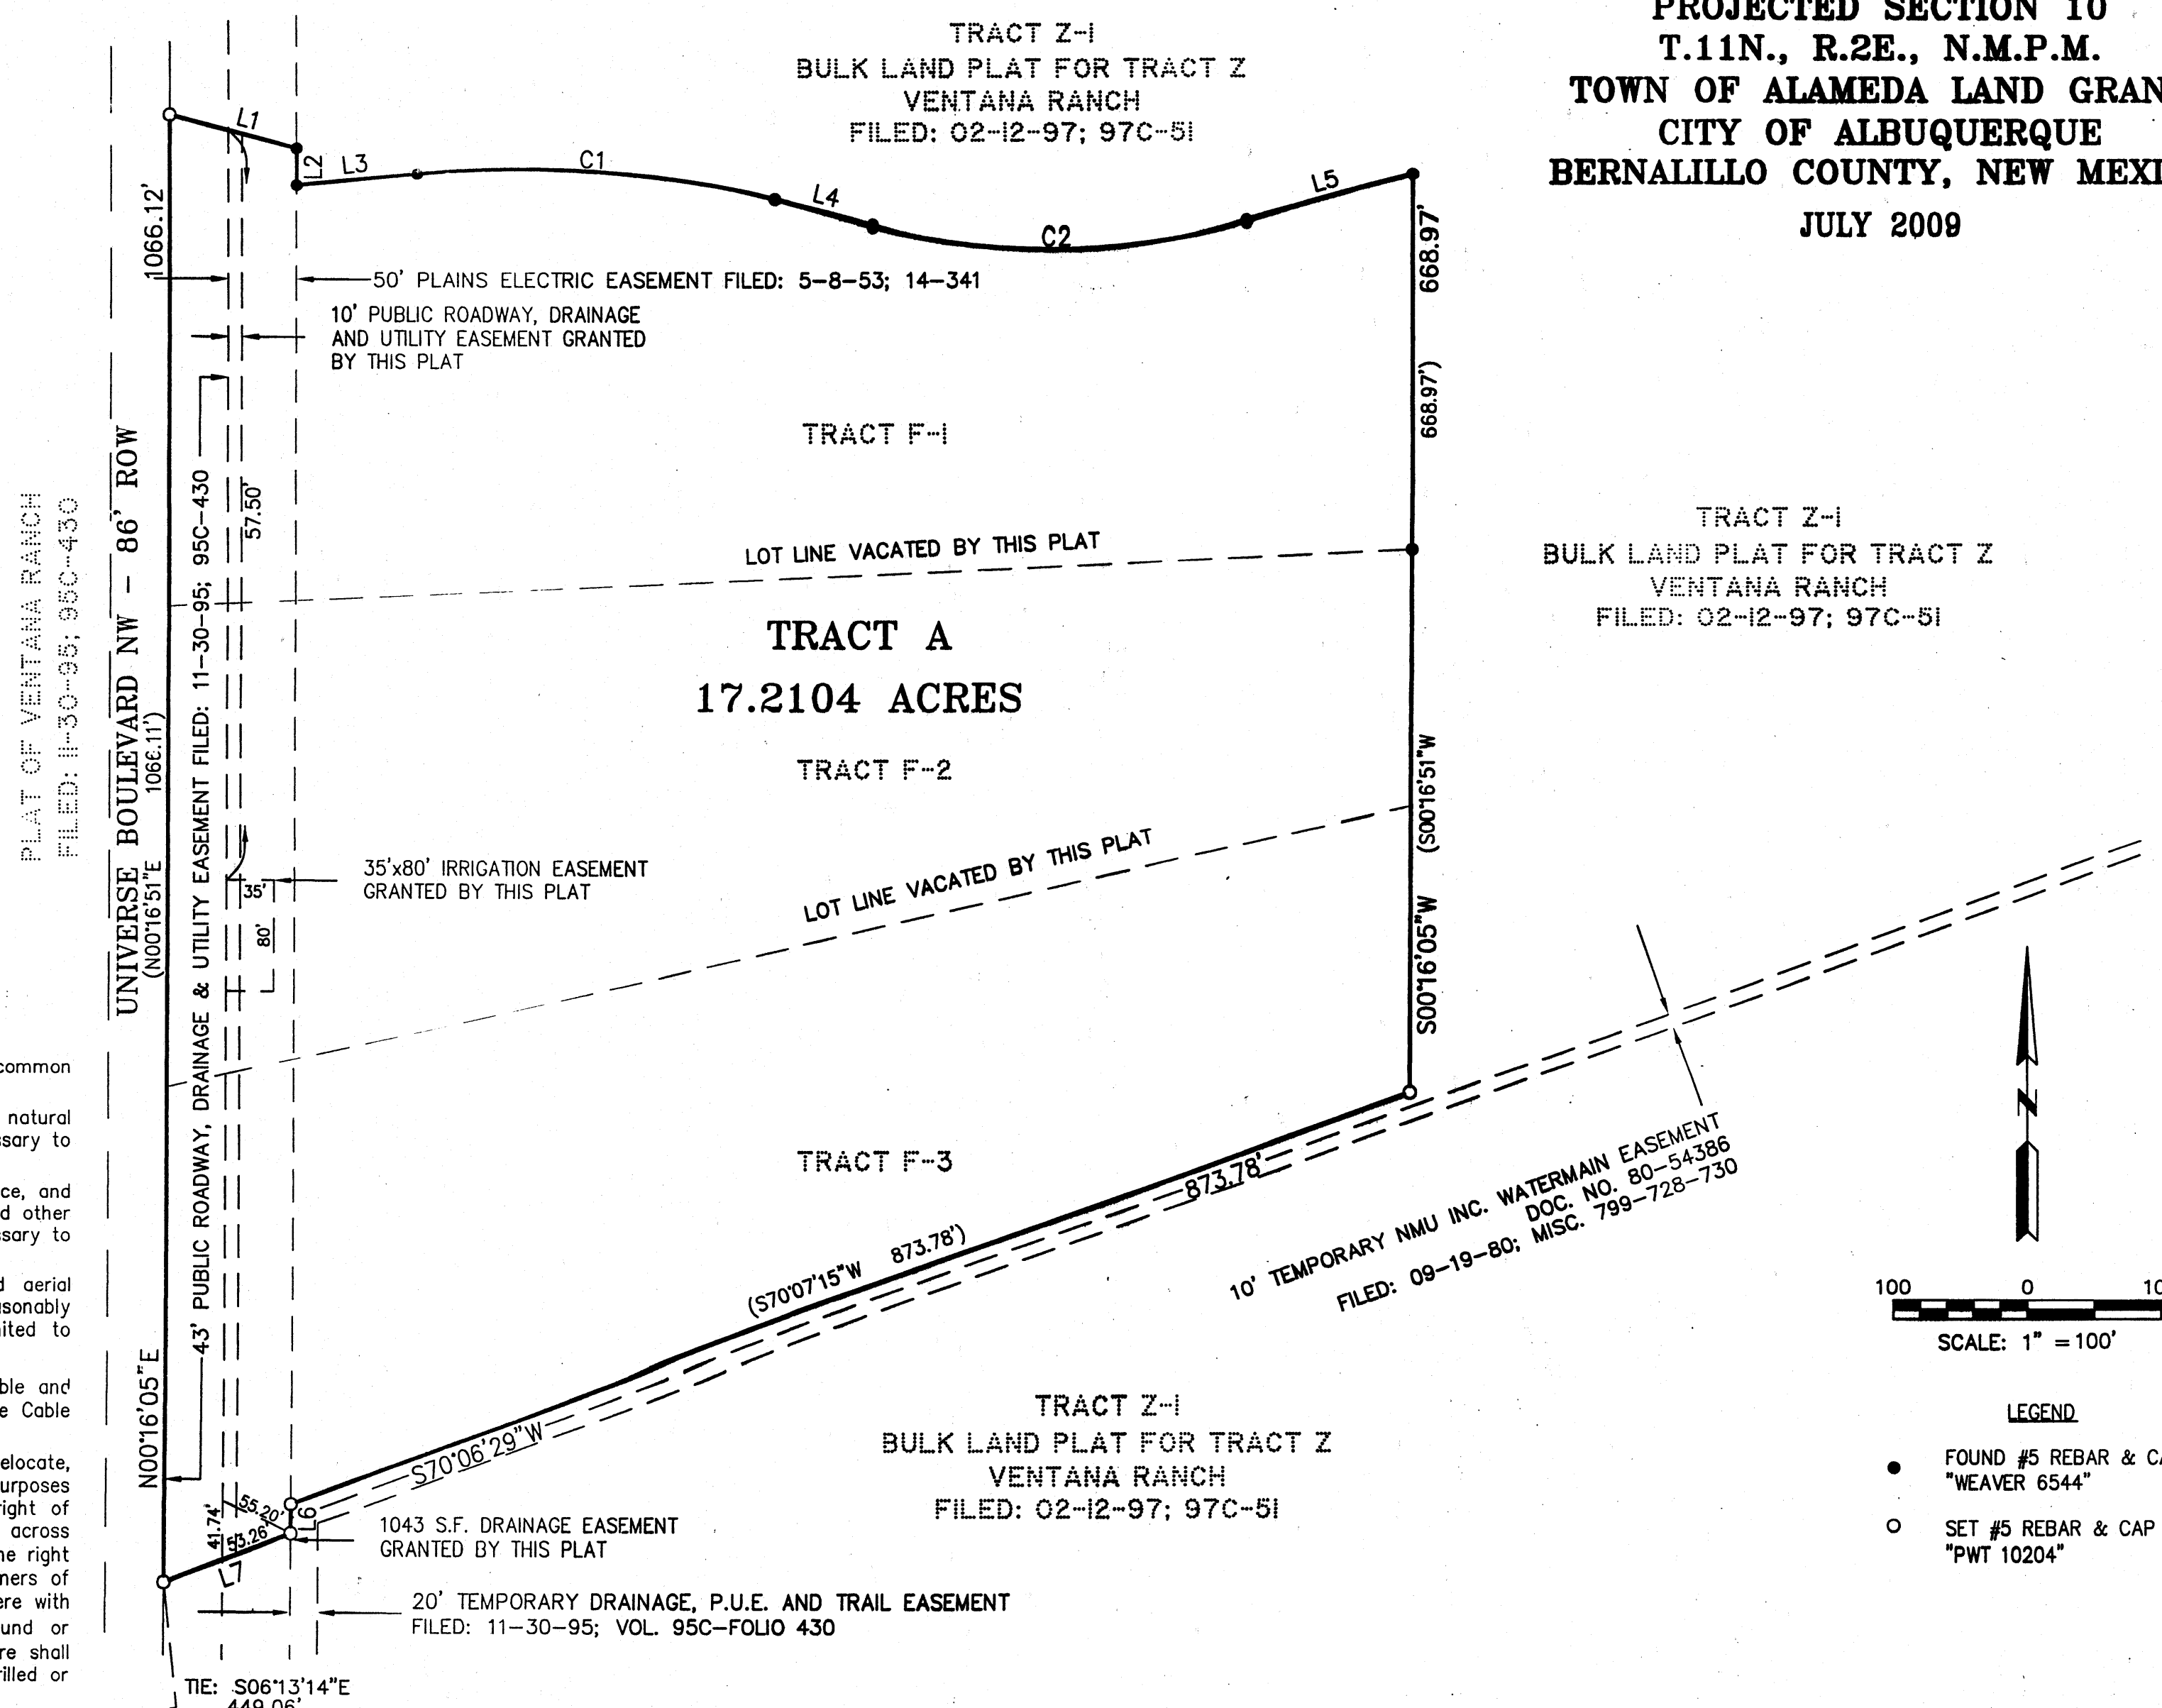 PROJECTED SECTION 10
T.11N., R.2E., N.M.P.M.
TOWN OF ALAMEDA LAND GRAN
CITY OF ALBUQUERQUE
BERNALILLO COUNTY, NEW MEXI
JULY 2009
TRACT Z-1
BULK LAND PLAT FOR TRACT Z
VENTANA RANCH
FILED: 02-12-97; 97C-51
L1
L2
L3
C1
L4
C2
L5
1066.12'
668.97'
50' PLAINS ELECTRIC EASEMENT FILED: 5-8-53; 14-341
10' PUBLIC ROADWAY, DRAINAGE
AND UTILITY EASEMENT GRANTED
BY THIS PLAT
668.97')
TRACT F-1
57.50'
PLAT OF VENTANA RANCH
FILED: 11-30-95; 95C-430
UNIVERSE BOULEVARD NW - 86' ROW
(N00°16'51"E 1066.11')
43' PUBLIC ROADWAY, DRAINAGE & UTILITY EASEMENT FILED: 11-30-95; 95C-430
LOT LINE VACATED BY THIS PLAT
TRACT Z-1
BULK LAND PLAT FOR TRACT Z
VENTANA RANCH
FILED: 02-12-97; 97C-51
TRACT A
17.2104 ACRES
TRACT F-2
(S00°16'51"W
35'x80' IRRIGATION EASEMENT
GRANTED BY THIS PLAT
35'
80'
LOT LINE VACATED BY THIS PLAT
S00°16'05"W
N
common
natural
ssary to
ce, and
d other
ssary to
d aerial
asonably
ited to
ble and
e Cable
elocate,
urposes
right of
across
he right
ners of
ere with
und or
re shall
rilled or
TRACT F-3
873.78'
(S70°07'15"W 873.78')
10' TEMPORARY NMU INC. WATERMAIN EASEMENT
DOC. NO. 80-54386
FILED: 09-19-80; MISC. 799-728-730
100 0 10
SCALE: 1" =100'
N00°16'05"E
S70°06'29"W
TRACT Z-1
BULK LAND PLAT FOR TRACT Z
VENTANA RANCH
FILED: 02-12-97; 97C-51
LEGEND
FOUND #5 REBAR & CA
"WEAVER 6544"
SET #5 REBAR & CAP
"PWT 10204"
41.74'
55.20'
53.26'
L6
L7
1043 S.F. DRAINAGE EASEMENT
GRANTED BY THIS PLAT
20' TEMPORARY DRAINAGE, P.U.E. AND TRAIL EASEMENT
FILED: 11-30-95; VOL. 95C-FOLIO 430
TIE: S06°13'14"E
449.06'